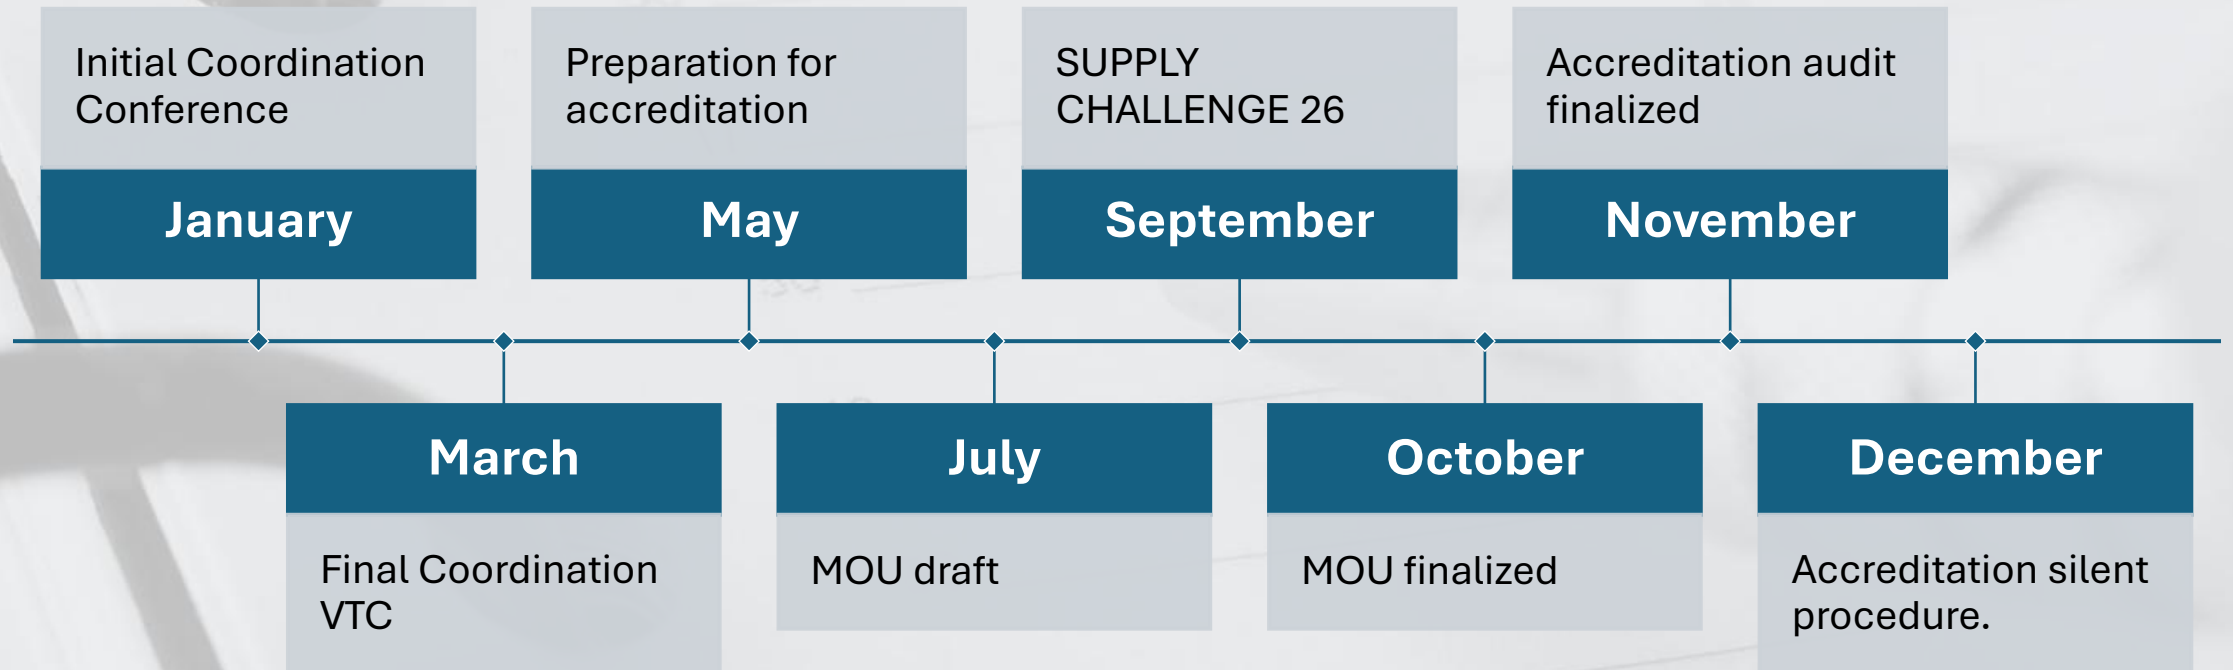 Initial Coordination
Conference
January
Preparation for
accreditation
May
SUPPLY
CHALLENGE 26
September
Accreditation audit
finalized
November
March
Final Coordination
VTC
July
MOU draft
October
MOU finalized
December
Accreditation silent
procedure.